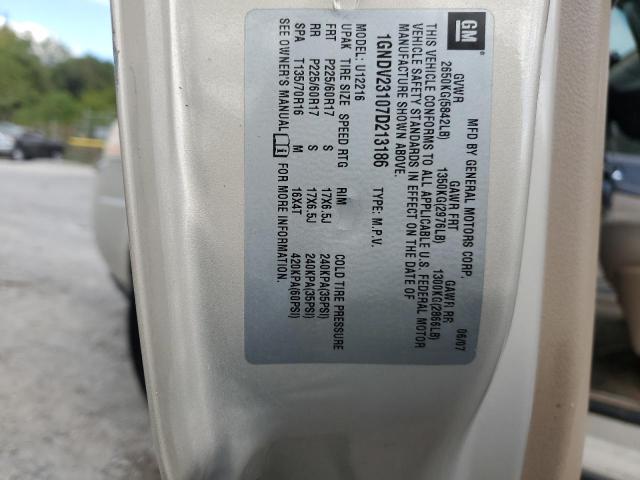 GM
MFD BY GENERAL MOTORS CORP.
06/07
GVWR GAWR FRT GAWR RR
2650KG(5842LB) 1350KG(2976LB) 1300KG(2866LB)
THIS VEHICLE CONFORMS TO ALL APPLICABLE U.S. FEDERAL MOTOR
VEHICLE SAFETY STANDARDS IN EFFECT ON THE DATE OF
MANUFACTURE SHOWN ABOVE.
1GNDV23107D213186 TYPE: M.P.V.
MODEL: U12216
UPAK TIRE SIZE SPEED RTG RIM COLD TIRE PRESSURE
FRT P225/60R17 S 17X6.5J 240KPA(35PSI)
RR P225/60R17 S 17X6.5J 240KPA(35PSI)
SPA T135/70R16 M 16X4T 420KPA(60PSI)
SEE OWNER'S MANUAL FOR MORE INFORMATION.